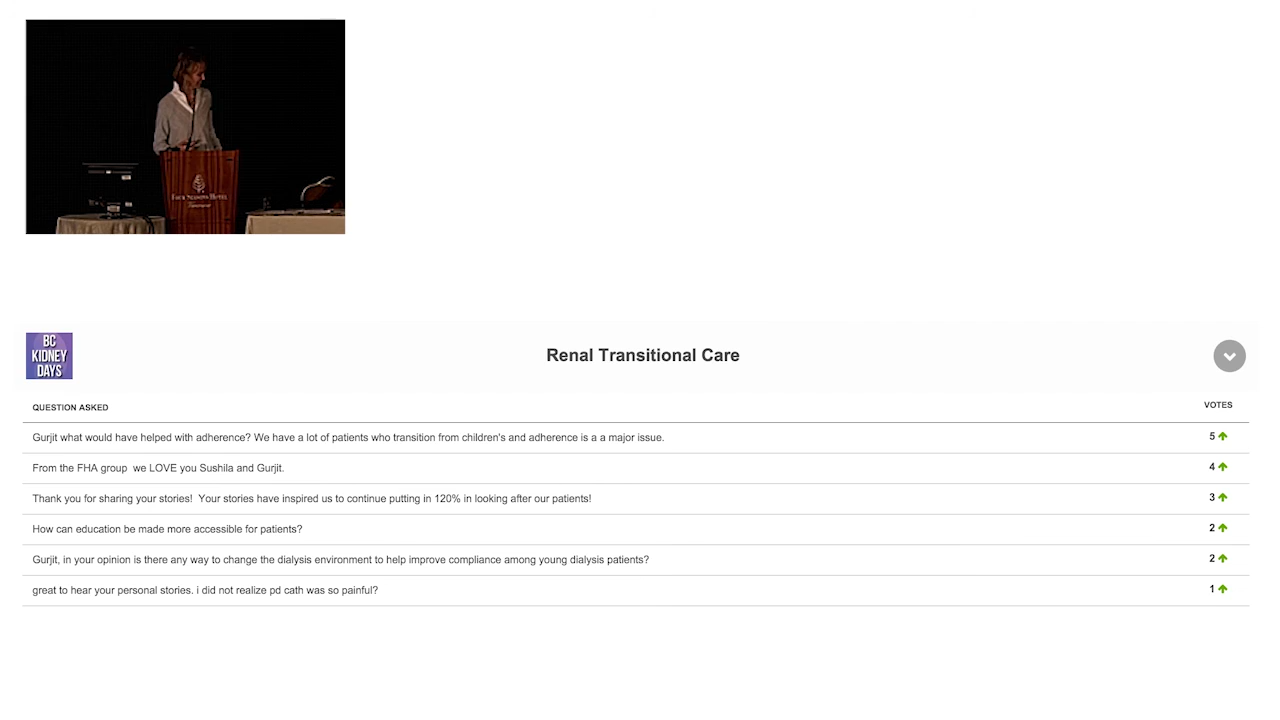 FOUR SEASONS HOTEL
BC
KIDNEY
DAYS
Renal Transitional Care
QUESTION ASKED VOTES
Gurjit what would have helped with adherence? We have a lot of patients who transition from children's and adherence is a a major issue. 5
From the FHA group  we LOVE you Sushila and Gurjit. 4
Thank you for sharing your stories!  Your stories have inspired us to continue putting in 120% in looking after our patients! 3
How can education be made more accessible for patients? 2
Gurjit, in your opinion is there any way to change the dialysis environment to help improve compliance among young dialysis patients? 2
great to hear your personal stories. i did not realize pd cath was so painful? 1